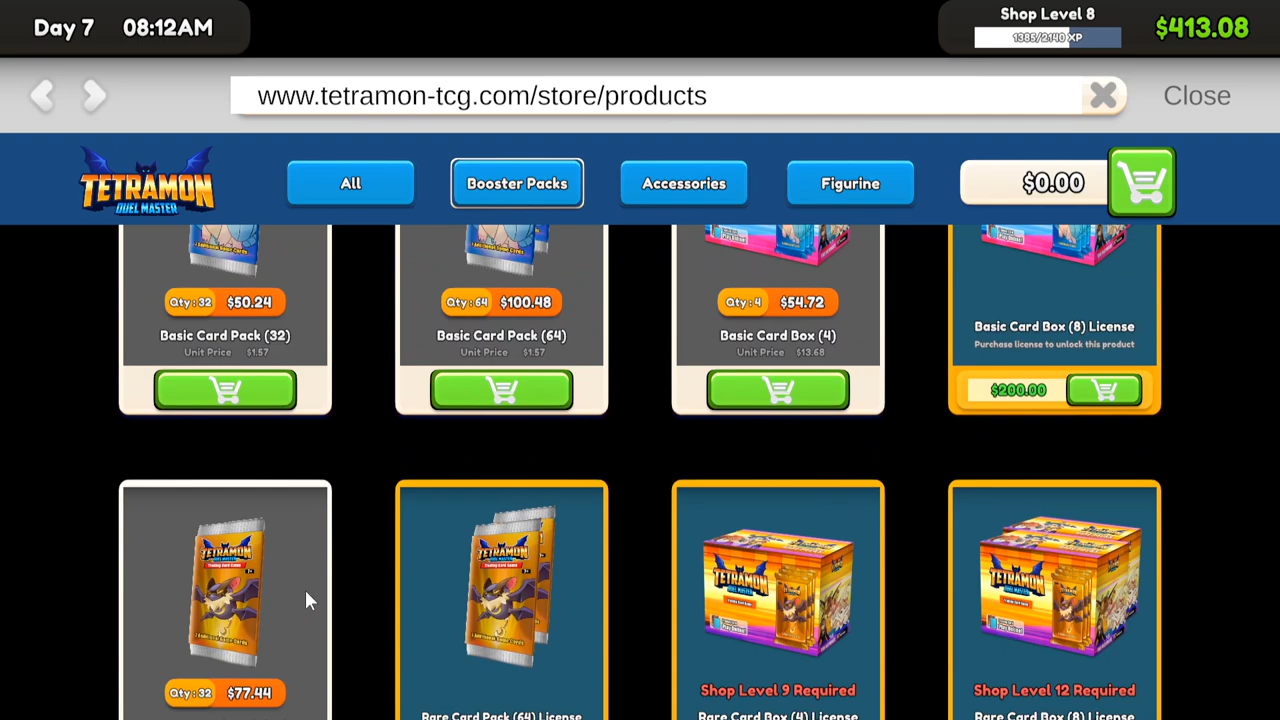 Day 7 08:12AM
Shop Level 8
1385/2140 XP
$413.08
www.tetramon-tcg.com/store/products
Close
TETRAMON
DUEL MASTER
All
Booster Packs
Accessories
Figurine
$0.00
Qty : 32 $50.24
Basic Card Pack (32)
Unit Price $1.57
Qty : 64 $100.48
Basic Card Pack (64)
Unit Price $1.57
Qty : 4 $54.72
Basic Card Box (4)
Unit Price $13.68
Basic Card Box (8) License
Purchase license to unlock this product
$200.00
TETRAMON
TETRAMON
TETRAMON
TETRAMON
Qty : 32 $77.44
Rare Card Pack (64) License
Shop Level 9 Required
Rare Card Box (4) License
Shop Level 12 Required
Rare Card Box (8) License